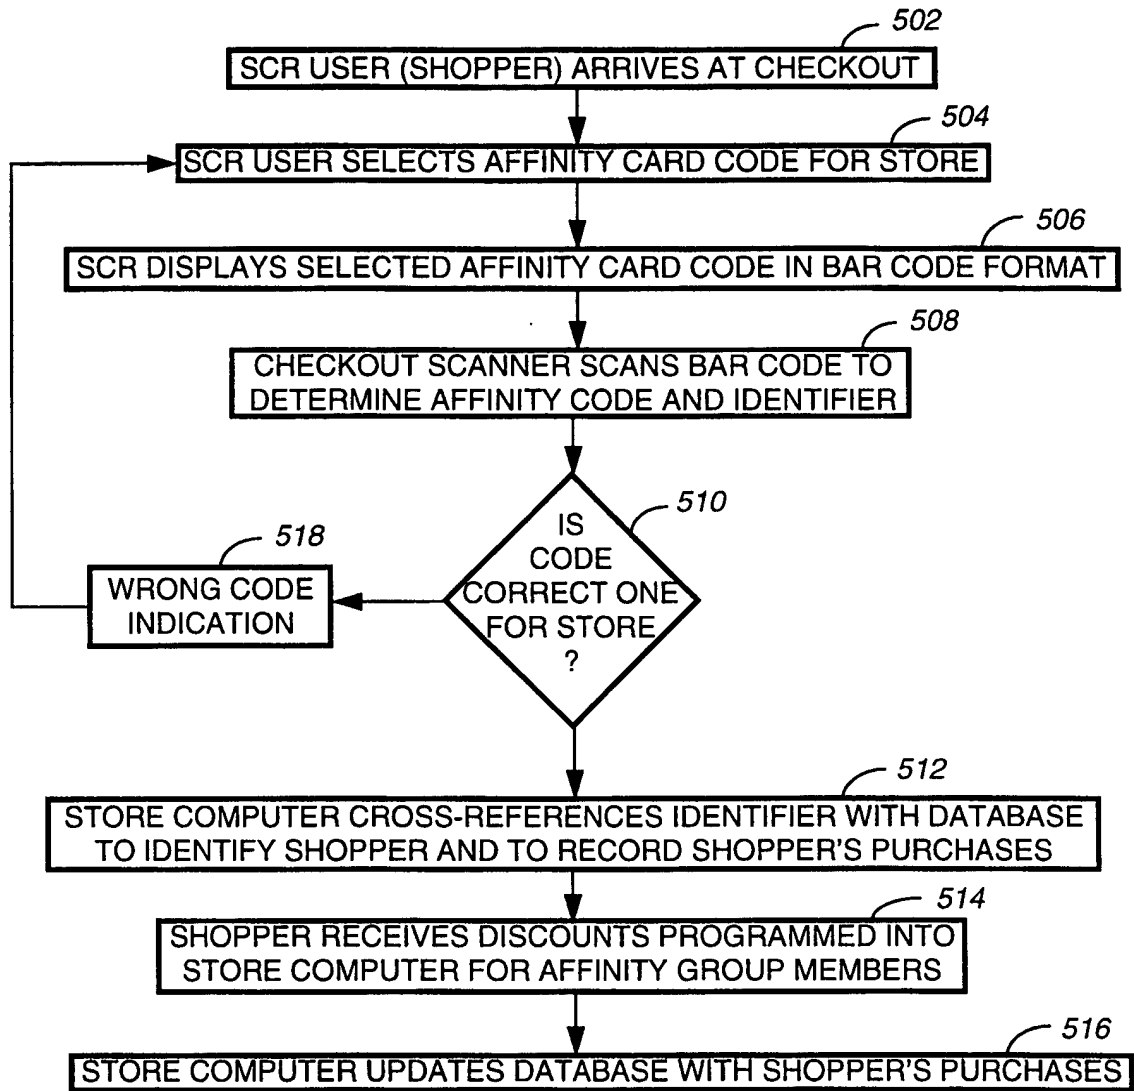 502
SCR USER (SHOPPER) ARRIVES AT CHECKOUT
504
SCR USER SELECTS AFFINITY CARD CODE FOR STORE
506
SCR DISPLAYS SELECTED AFFINITY CARD CODE IN BAR CODE FORMAT
508
CHECKOUT SCANNER SCANS BAR CODE TO
DETERMINE AFFINITY CODE AND IDENTIFIER
510
IS
CODE
CORRECT ONE
FOR STORE
?
518
WRONG CODE
INDICATION
512
STORE COMPUTER CROSS-REFERENCES IDENTIFIER WITH DATABASE
TO IDENTIFY SHOPPER AND TO RECORD SHOPPER'S PURCHASES
514
SHOPPER RECEIVES DISCOUNTS PROGRAMMED INTO
STORE COMPUTER FOR AFFINITY GROUP MEMBERS
516
STORE COMPUTER UPDATES DATABASE WITH SHOPPER'S PURCHASES